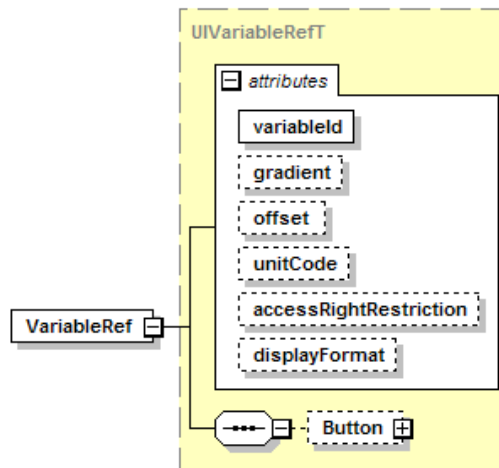 UIVariableRefT
attributes
variableId
gradient
offset
unitCode
accessRightRestriction
displayFormat
VariableRef
Button